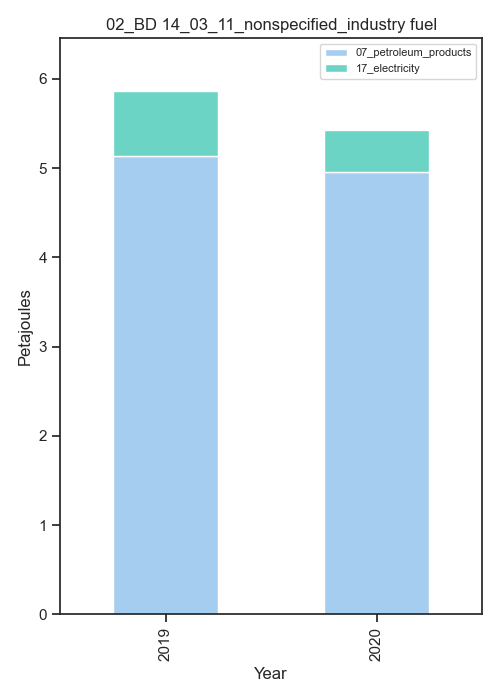 02_BD 14_03_11_nonspecified_industry fuel
07_petroleum_products
17_electricity
6
5
4
3
2
1
0
Petajoules
2019
2020
Year